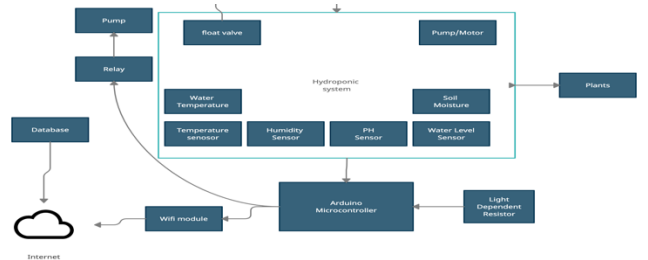 Pump
float valve
Pump/Motor
Relay
Hydroponic
system
Plants
Water
Temperature
Soil
Moisture
Database
Temperature
senosor
Humidity
Sensor
PH
Sensor
Water Level
Sensor
Arduino
Microcontroller
Light
Dependent
Resistor
Wifi module
Internet